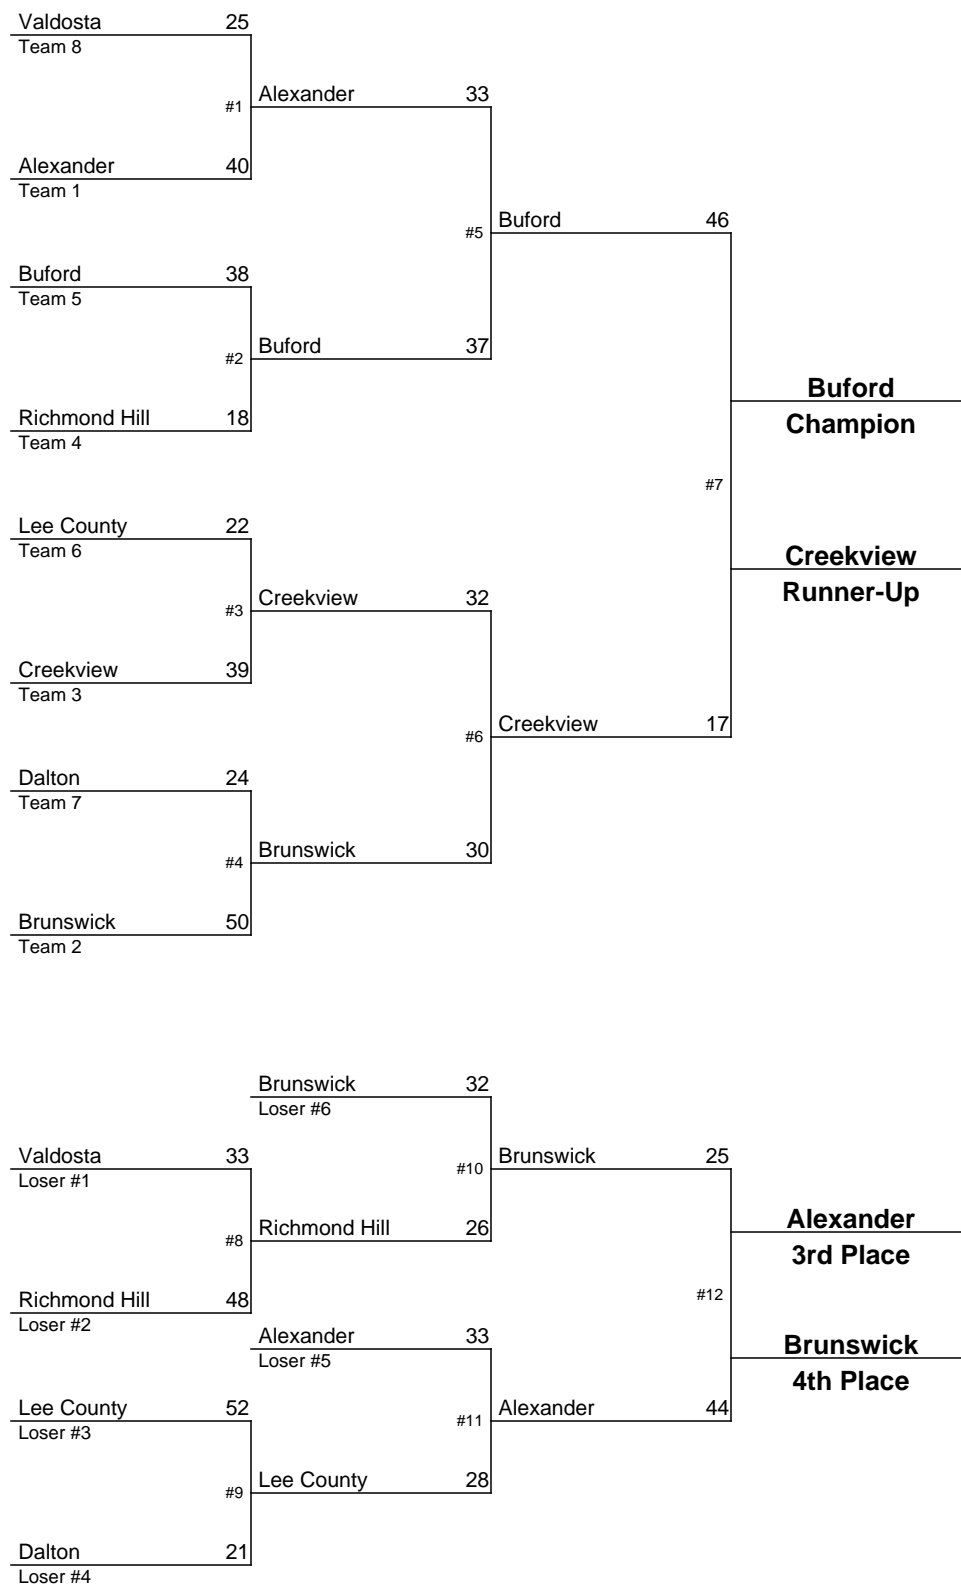 Valdosta 25
Team 8
#1 Alexander 33
Alexander 40
Team 1
#5 Buford 46
Buford 38
Team 5
#2 Buford 37
Richmond Hill 18
Team 4
Buford
Champion
#7
Lee County 22
Team 6
Creekview
Runner-Up
#3 Creekview 32
Creekview 39
Team 3
#6 Creekview 17
Dalton 24
Team 7
#4 Brunswick 30
Brunswick 50
Team 2
Brunswick 32
Loser #6
Valdosta 33
Loser #1
#10 Brunswick 25
#8 Richmond Hill 26
Alexander
3rd Place
Richmond Hill 48
Loser #2
#12
Alexander 33
Loser #5
Brunswick
4th Place
Lee County 52
Loser #3
#11 Alexander 44
#9 Lee County 28
Dalton 21
Loser #4